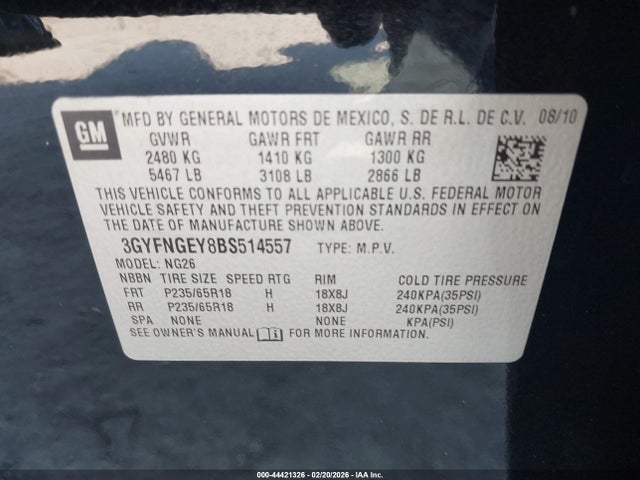 GM
MFD BY GENERAL MOTORS DE MEXICO, S. DE R.L. DE C.V. 08/10
GVWR GAWR FRT GAWR RR
2480 KG 1410 KG 1300 KG
5467 LB 3108 LB 2866 LB
THIS VEHICLE CONFORMS TO ALL APPLICABLE U.S. FEDERAL MOTOR
VEHICLE SAFETY AND THEFT PREVENTION STANDARDS IN EFFECT ON
THE DATE OF MANUFACTURE SHOWN ABOVE.
3GYFNGEY8BS514557 TYPE: M.P.V.
MODEL: NG26
NBBN TIRE SIZE SPEED RTG RIM COLD TIRE PRESSURE
FRT P235/65R18 H 18X8J 240KPA(35PSI)
RR P235/65R18 H 18X8J 240KPA(35PSI)
SPA NONE NONE KPA(PSI)
SEE OWNER'S MANUAL FOR MORE INFORMATION.
000-44421326 - 02/20/2026 - IAA Inc.